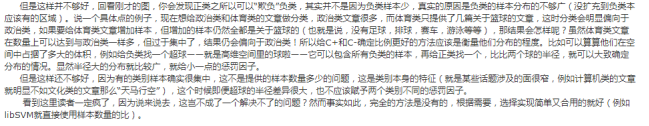 但是这样并不够好，回看刚才的图，你会发现正类之所以可以“欺负”负类，其实并不是因为负类样本少，真实的原因是负类的样本分布的不够广（没扩充到负类本
应该有的区域）。说一个具体点的例子，现在想给政治类和体育类的文章做分类，政治类文章很多，而体育类只提供了几篇关于篮球的文章，这时分类会明显偏向于
政治类，如果要给体育类文章增加样本，但增加的样本仍然全都是关于篮球的（也就是说，没有足球，排球，赛车，游泳等等），那结果会怎样呢？虽然体育类文章
在数量上可以达到与政治类一样多，但过于集中了，结果仍会偏向于政治类！所以给C+和C-确定比例更好的方法应该是衡量他们分布的程度。比如可以算算他们在空
间中占据了多大的体积，例如给负类找一个超球——就是高维空间里的球啦——它可以包含所有负类的样本，再给正类找一个，比比两个球的半径，就可以大致确定
分布的情况。显然半径大的分布就比较广，就给小一点的惩罚因子。
但是这样还不够好，因为有的类别样本确实很集中，这不是提供的样本数量多少的问题，这是类别本身的特征（就是某些话题涉及的面很窄，例如计算机类的文章
就明显不如文化类的文章那么“天马行空”），这个时候即便超球的半径差异很大，也不应该赋予两个类别不同的惩罚因子。
看到这里读者一定疯了，因为说来说去，这岂不成了一个解决不了的问题？然而事实如此，完全的方法是没有的，根据需要，选择实现简单又合用的就好（例如
libSVM就直接使用样本数量的比）。